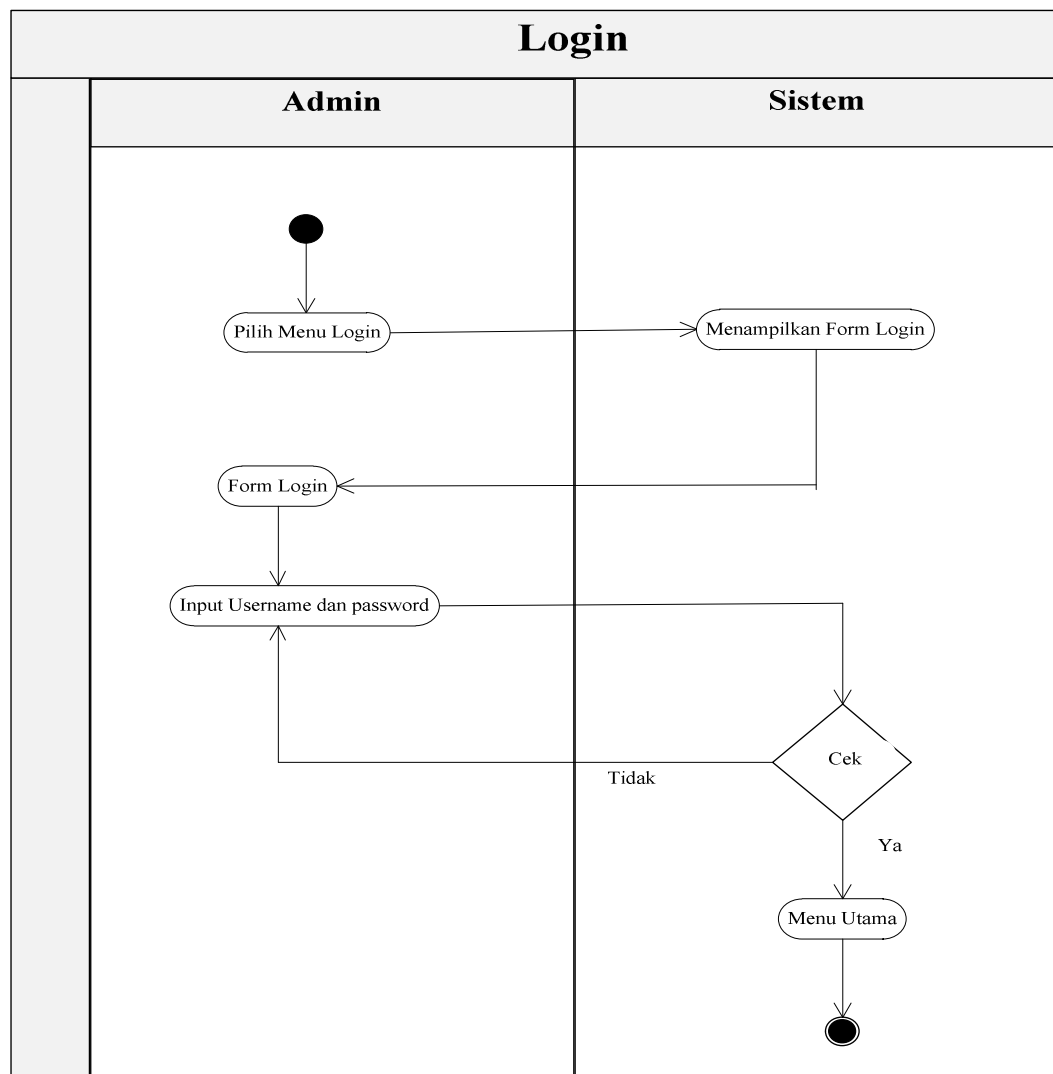 Login
Admin
Sistem
Pilih Menu Login
Menampilkan Form Login
Form Login
Input Username dan password
Cek
Tidak
Ya
Menu Utama